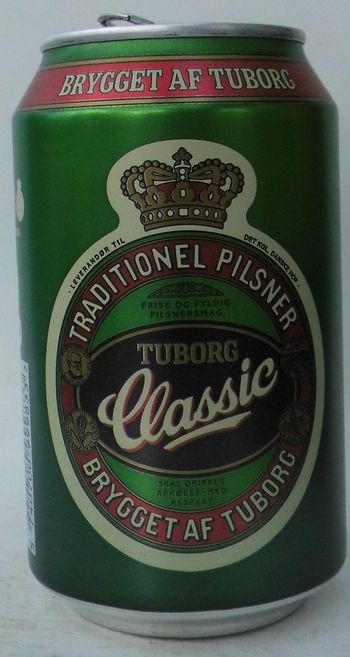 BRYGGET AF TUBORG
LEVERANDØR TIL
DET KGL. DANSKE HOF
TRADITIONEL PILSNER
FRISK OG FYLDIG
PILSNERSMAG
TUBORG
Classic
SKAL DRIKKES
AFKØLET - MED
RESPEKT
BRYGGET AF TUBORG